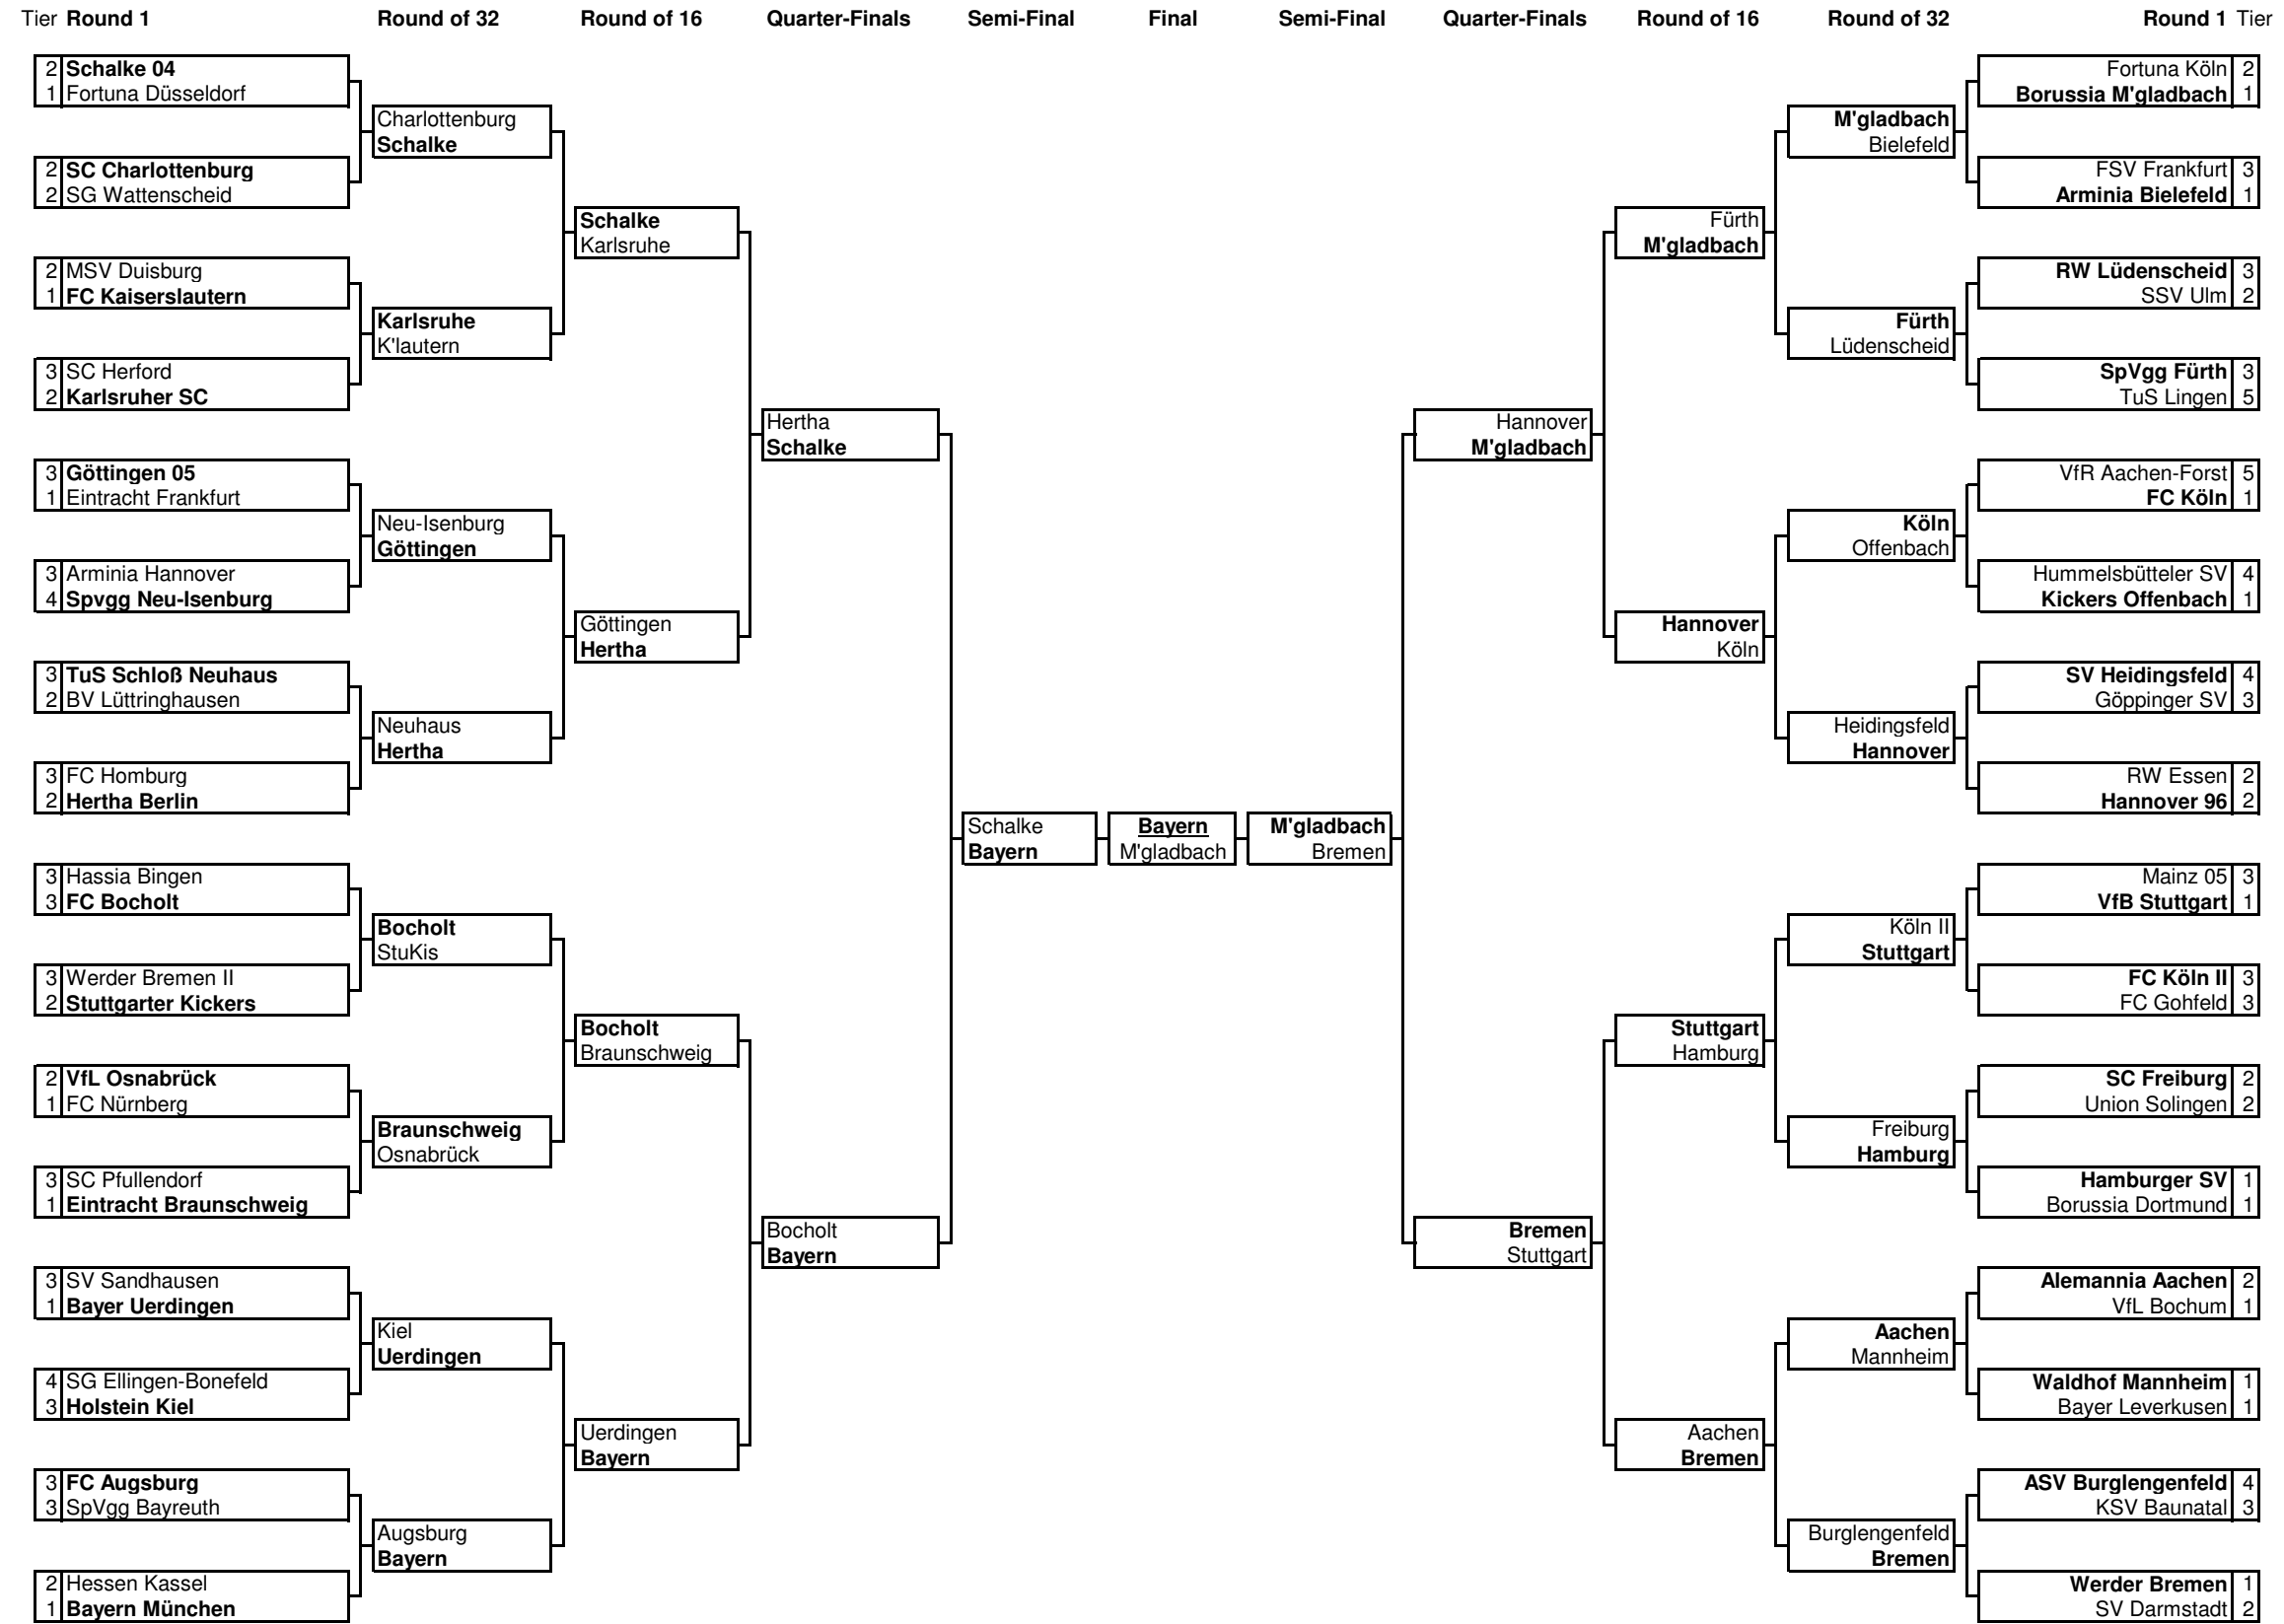 Tier Round 1 Round of 32 Round of 16 Quarter-Finals Semi-Final Final Semi-Final Quarter-Finals Round of 16 Round of 32 Round 1 Tier
2 Schalke 04
1 Fortuna Düsseldorf
2 SC Charlottenburg
2 SG Wattenscheid
2 MSV Duisburg
1 FC Kaiserslautern
3 SC Herford
2 Karlsruher SC
3 Göttingen 05
1 Eintracht Frankfurt
3 Arminia Hannover
4 Spvgg Neu-Isenburg
3 TuS Schloß Neuhaus
2 BV Lüttringhausen
3 FC Homburg
2 Hertha Berlin
3 Hassia Bingen
3 FC Bocholt
3 Werder Bremen II
2 Stuttgarter Kickers
2 VfL Osnabrück
1 FC Nürnberg
3 SC Pfullendorf
1 Eintracht Braunschweig
3 SV Sandhausen
1 Bayer Uerdingen
4 SG Ellingen-Bonefeld
3 Holstein Kiel
3 FC Augsburg
3 SpVgg Bayreuth
2 Hessen Kassel
1 Bayern München
Charlottenburg
Schalke
Karlsruhe
K'lautern
Neu-Isenburg
Göttingen
Neuhaus
Hertha
Bocholt
StuKis
Braunschweig
Osnabrück
Kiel
Uerdingen
Augsburg
Bayern
Schalke
Karlsruhe
Göttingen
Hertha
Bocholt
Braunschweig
Uerdingen
Bayern
Hertha
Schalke
Bocholt
Bayern
Schalke
Bayern
Bayern
M'gladbach
M'gladbach
Bremen
Hannover
M'gladbach
Bremen
Stuttgart
Fürth
M'gladbach
Hannover
Köln
Stuttgart
Hamburg
Aachen
Bremen
M'gladbach
Bielefeld
Fürth
Lüdenscheid
Köln
Offenbach
Heidingsfeld
Hannover
Köln II
Stuttgart
Freiburg
Hamburg
Aachen
Mannheim
Burglengenfeld
Bremen
Fortuna Köln 2
Borussia M'gladbach 1
FSV Frankfurt 3
Arminia Bielefeld 1
RW Lüdenscheid 3
SSV Ulm 2
SpVgg Fürth 3
TuS Lingen 5
VfR Aachen-Forst 5
FC Köln 1
Hummelsbütteler SV 4
Kickers Offenbach 1
SV Heidingsfeld 4
Göppinger SV 3
RW Essen 2
Hannover 96 2
Mainz 05 3
VfB Stuttgart 1
FC Köln II 3
FC Gohfeld 3
SC Freiburg 2
Union Solingen 2
Hamburger SV 1
Borussia Dortmund 1
Alemannia Aachen 2
VfL Bochum 1
Waldhof Mannheim 1
Bayer Leverkusen 1
ASV Burglengenfeld 4
KSV Baunatal 3
Werder Bremen 1
SV Darmstadt 2